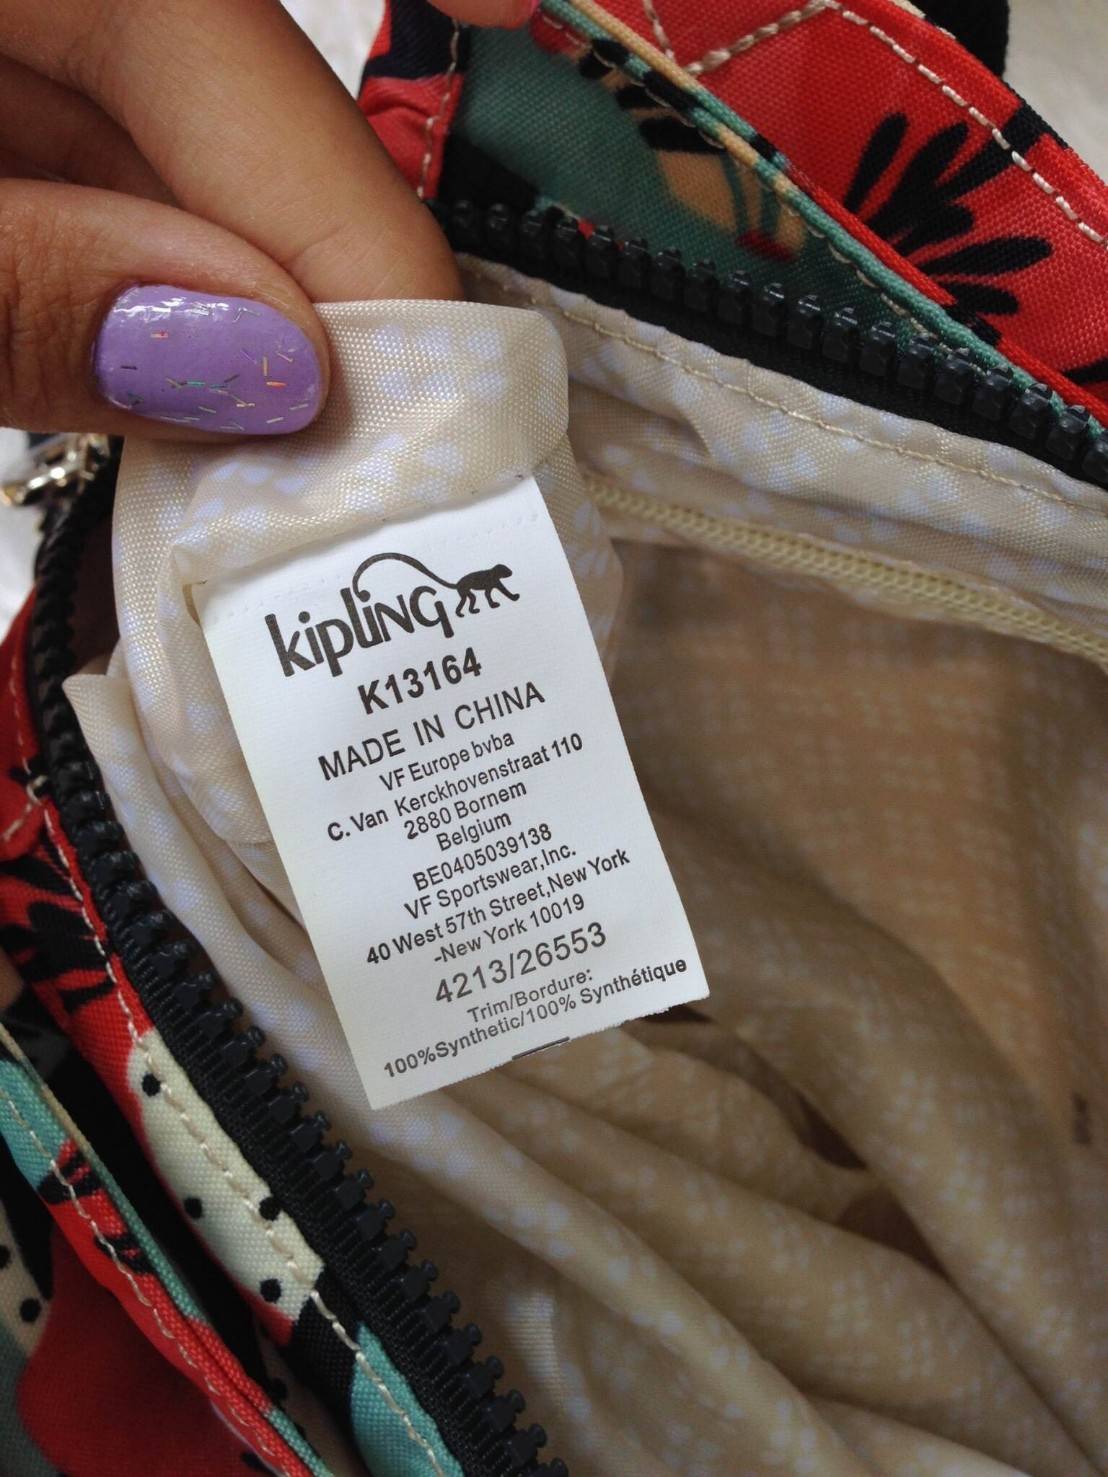 kipling
K13164
MADE IN CHINA
VF Europe bvba
C.Van Kerckhovenstraat 110
2880 Bornem
Belgium
BE0405039138
VF Sportswear,Inc.
40 West 57th Street,New York
-New York 10019
4213/26553
Trim/Bordure:
100%Synthetic/100% Synthétique